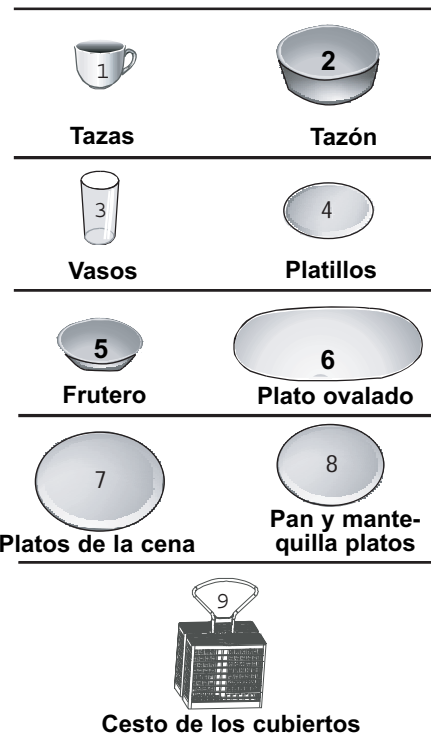 1
2
Tazas
Tazón
3
4
Vasos
Platillos
5
6
Frutero
Plato ovalado
7
8
Platos de la cena
Pan y mante-
quilla platos
9
Cesto de los cubiertos